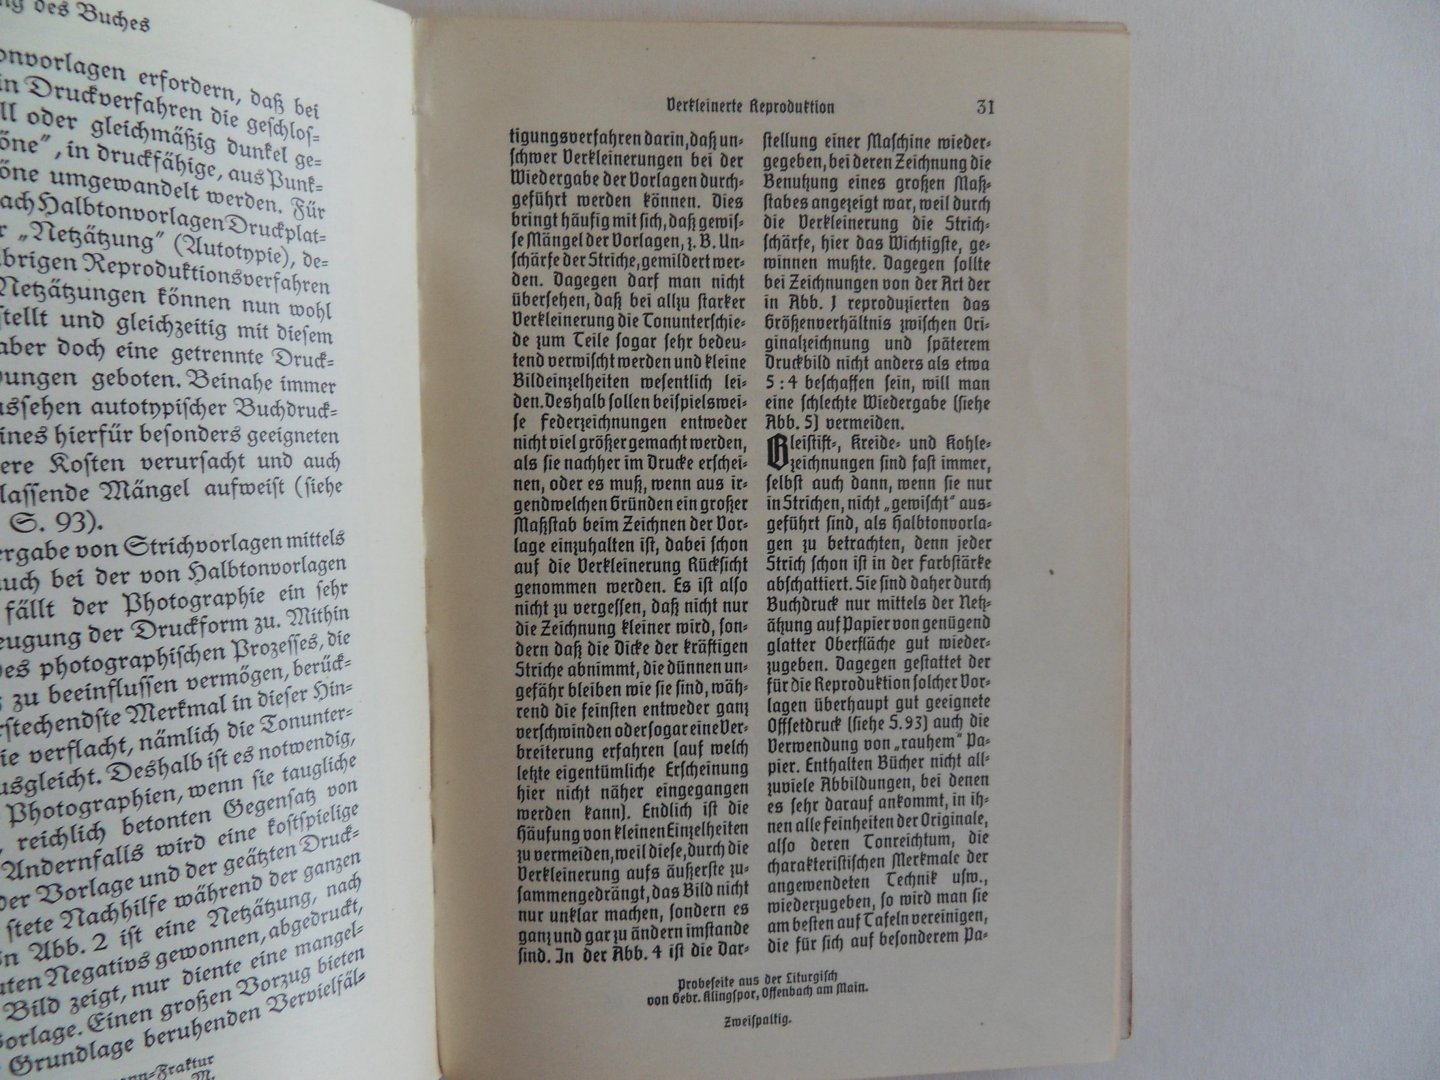 ng des Buches
onvorlagen erfordern, daß bei
in Druckverfahren die geschlos-
ll oder gleichmäßig dunkel ge-
öne", in druckfähige, aus Punk-
öne umgewandelt werden. Für
ach Halbtonvorlagen Druckplat-
r „Netzätzung" (Autotypie), de-
übrigen Reproduktionsverfahren
Netzätzungen können nun wohl
stellt und gleichzeitig mit diesem
aber doch eine getrennte Druck-
ungen geboten. Beinahe immer
ussehen autotypischer Buchdruck-
eines hierfür besonders geeigneten
ere Kosten verursacht und auch
lassende Mängel aufweist (siehe
S. 93).
ergabe von Strichvorlagen mittels
auch bei der von Halbtonvorlagen
fällt der Photographie ein sehr
eugung der Druckform zu. Mithin
des photographischen Prozesses, die
zu beeinflussen vermögen, berück-
rstechendste Merkmal in dieser Hin-
ie verflacht, nämlich die Tonunter-
usgleicht. Deshalb ist es notwendig,
Photographien, wenn sie taugliche
, reichlich betonten Gegensatz von
Andernfalls wird eine kostspielige
der Vorlage und der geätzten Druck-
stete Nachhilfe während der ganzen
n Abb. 2 ist eine Netzätzung, nach
uten Negativs gewonnen, abgedruckt,
Bild zeigt, nur diente eine mangel-
Vorlage. Einen großen Vorzug bieten
Grundlage beruhenden Vervielfäl-
nn-Fraktur
M.
Verkleinerte Reproduktion 31
tigungsverfahren darin, daß un-
schwer Verkleinerungen bei der
Wiedergabe der Vorlagen durch-
geführt werden können. Dies
bringt häufig mit sich, daß gewis-
se Mängel der Vorlagen, z. B. Un-
schärfe der Striche, gemildert wer-
den. Dagegen darf man nicht
übersehen, daß bei allzu starker
Verkleinerung die Tonunterschie-
de zum Teile sogar sehr bedeu-
tend verwischt werden und kleine
Bildeinzelheiten wesentlich lei-
den. Deshalb sollen beispielswei-
se Federzeichnungen entweder
nicht viel größer gemacht werden,
als sie nachher im Drucke erschei-
nen, oder es muß, wenn aus ir-
gendwelchen Gründen ein großer
Maßstab beim Zeichnen der Vor-
lage einzuhalten ist, dabei schon
auf die Verkleinerung Rücksicht
genommen werden. Es ist also
nicht zu vergessen, daß nicht nur
die Zeichnung kleiner wird, son-
dern daß die Dicke der kräftigen
Striche abnimmt, die dünnen un-
gefähr bleiben wie sie sind, wäh-
rend die feinsten entweder ganz
verschwinden oder sogar eine Ver-
breiterung erfahren (auf welch
letzte eigentümliche Erscheinung
hier nicht näher eingegangen
werden kann). Endlich ist die
Häufung von kleinen Einzelheiten
zu vermeiden, weil diese, durch die
Verkleinerung aufs äußerste zu-
sammengedrängt, das Bild nicht
nur unklar machen, sondern es
ganz und gar zu ändern imstande
sind. In der Abb. 4 ist die Dar-
stellung einer Maschine wieder-
gegeben, bei deren Zeichnung die
Benutzung eines großen Maß-
stabes angezeigt war, weil durch
die Verkleinerung die Strich-
schärfe, hier das Wichtigste, ge-
winnen mußte. Dagegen sollte
bei Zeichnungen von der Art der
in Abb. 1 reproduzierten das
Größenverhältnis zwischen Ori-
ginalzeichnung und späterem
Druckbild nicht anders als etwa
5 : 4 beschaffen sein, will man
eine schlechte Wiedergabe (siehe
Abb. 5) vermeiden.
Bleistift-, Kreide- und Kohle-
zeichnungen sind fast immer,
selbst auch dann, wenn sie nur
in Strichen, nicht „gewischt" aus-
geführt sind, als Halbtonvorla-
gen zu betrachten, denn jeder
Strich schon ist in der Farbstärke
abschattiert. Sie sind daher durch
Buchdruck nur mittels der Netz-
ätzung auf Papier von genügend
glatter Oberfläche gut wieder-
zugeben. Dagegen gestattet der
für die Reproduktion solcher Vor-
lagen überhaupt gut geeignete
Offsetdruck (siehe S. 93) auch die
Verwendung von „rauhem" Pa-
pier. Enthalten Bücher nicht all-
zuviele Abbildungen, bei denen
es sehr darauf ankommt, in ih-
nen alle Feinheiten der Originale,
also deren Tonreichtum, die
charakteristischen Merkmale der
angewendeten Technik usw.,
wiederzugeben, so wird man sie
am besten auf Tafeln vereinigen,
die für sich auf besonderem Pa-
Probeseite aus der Liturgisch
von Gebr. Klingspor, Offenbach am Main.
Zweispaltig.